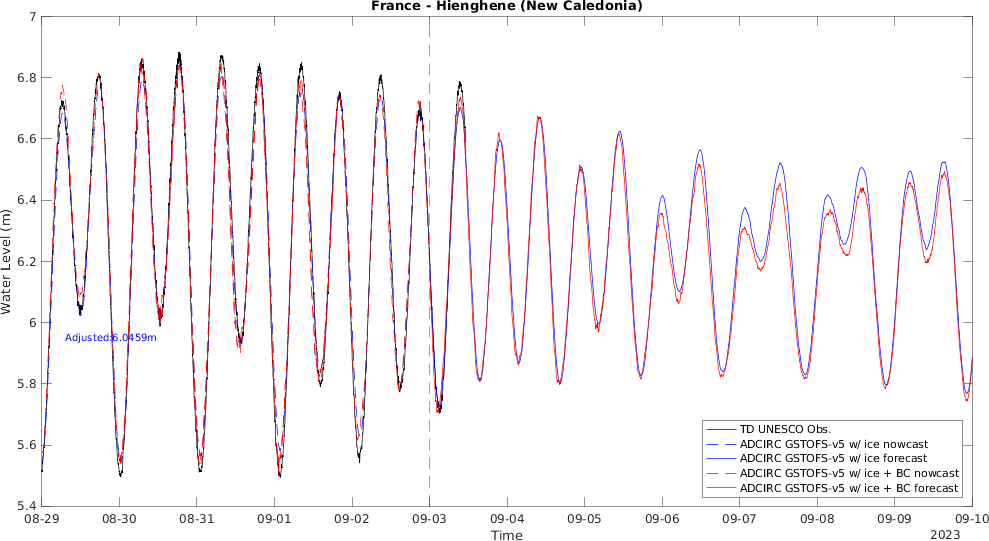 France - Hienghene (New Caledonia)
7
6.8
6.6
6.4
6.2
6
5.8
5.6
5.4
Water Level (m)
Adjusted:6.0459m
TD UNESCO Obs.
ADCIRC GSTOFS-v5 w/ ice nowcast
ADCIRC GSTOFS-v5 w/ ice forecast
ADCIRC GSTOFS-v5 w/ ice + BC nowcast
ADCIRC GSTOFS-v5 w/ ice + BC forecast
08-29 08-30 08-31 09-01 09-02 09-03 09-04 09-05 09-06 09-07 09-08 09-09 09-10
Time
2023